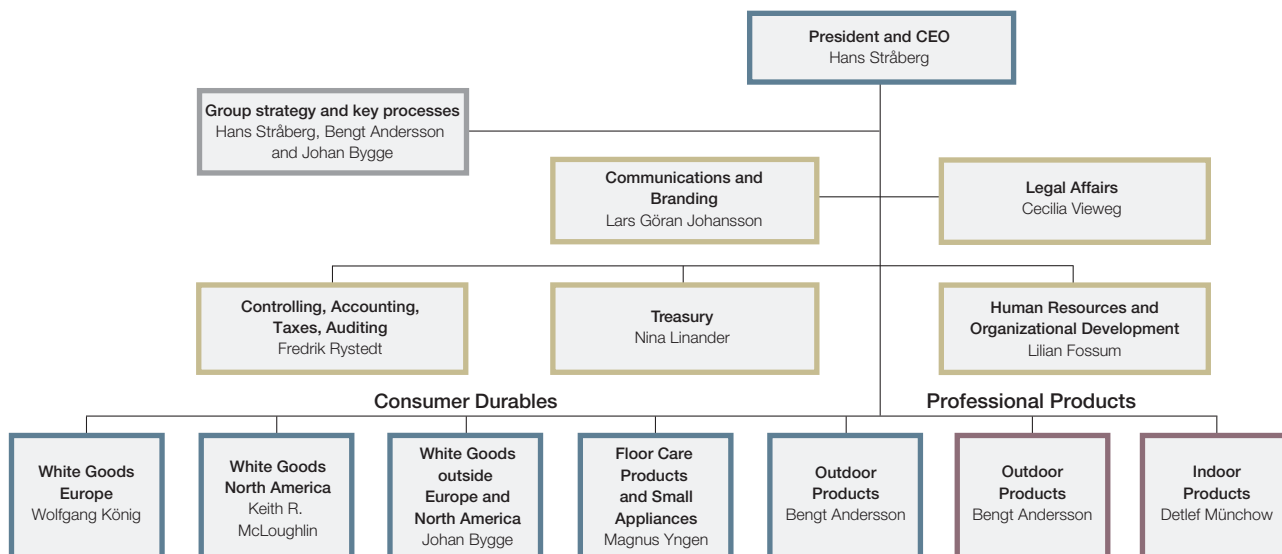 President and CEO
Hans Stråberg
Group strategy and key processes
Hans Stråberg, Bengt Andersson
and Johan Bygge
Communications and
Branding
Lars Göran Johansson
Legal Affairs
Cecilia Vieweg
Controlling, Accounting,
Taxes, Auditing
Fredrik Rystedt
Treasury
Nina Linander
Human Resources and
Organizational Development
Lilian Fossum
Consumer Durables
Professional Products
White Goods
Europe
Wolfgang König
White Goods
North America
Keith R.
McLoughlin
White Goods
outside
Europe and
North America
Johan Bygge
Floor Care
Products
and Small
Appliances
Magnus Yngen
Outdoor
Products
Bengt Andersson
Outdoor
Products
Bengt Andersson
Indoor
Products
Detlef Münchow